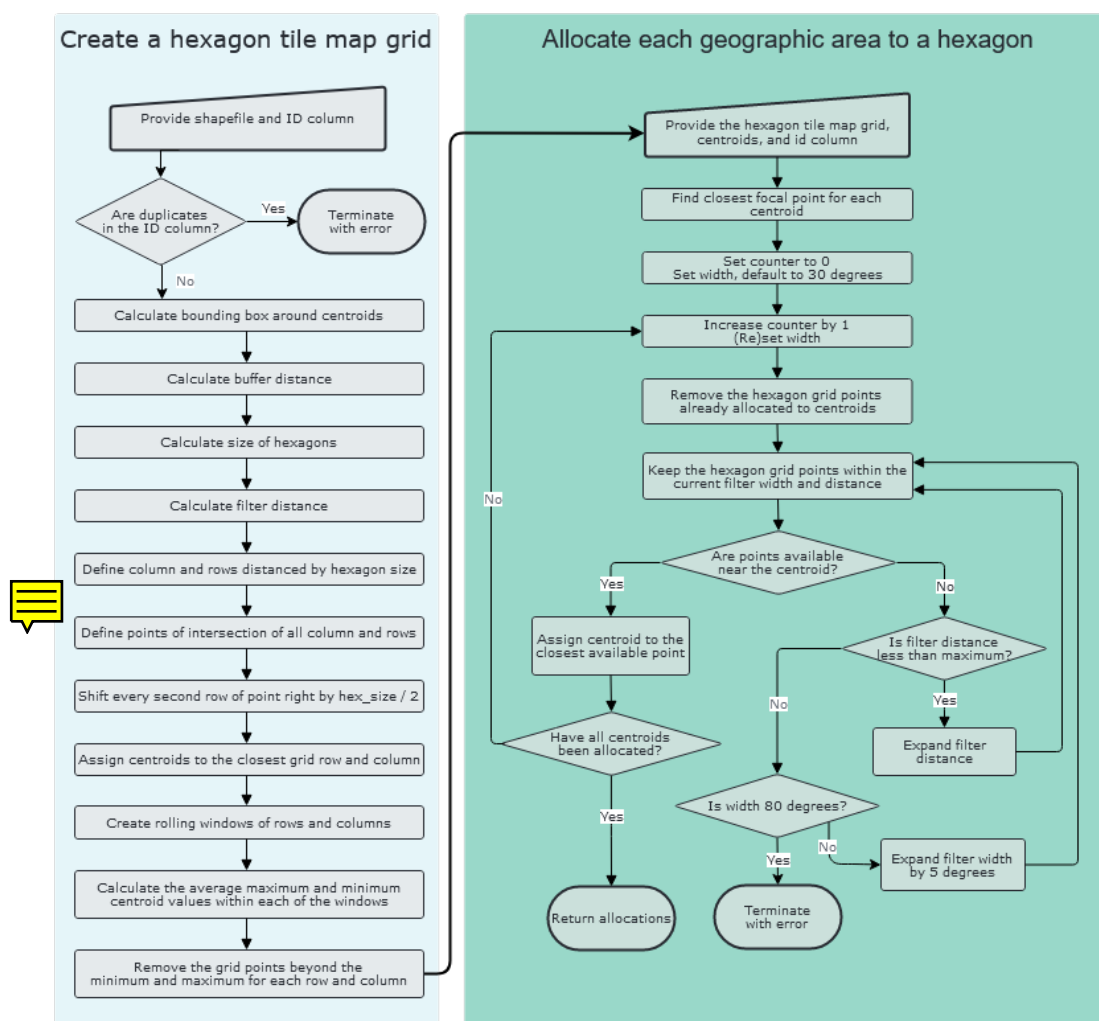 Create a hexagon tile map grid
Provide shapefile and ID column
Are duplicates
in the ID column?
Yes
Terminate
with error
No
Calculate bounding box around centroids
Calculate buffer distance
Calculate size of hexagons
Calculate filter distance
Define column and rows distanced by hexagon size
Define points of intersection of all column and rows
Shift every second row of point right by hex_size / 2
Assign centroids to the closest grid row and column
Create rolling windows of rows and columns
Calculate the average maximum and minimum
centroid values within each of the windows
Remove the grid points beyond the
minimum and maximum for each row and column
Allocate each geographic area to a hexagon
Provide the hexagon tile map grid,
centroids, and id column
Find closest focal point for each
centroid
Set counter to 0
Set width, default to 30 degrees
Increase counter by 1
(Re)set width
Remove the hexagon grid points
already allocated to centroids
Keep the hexagon grid points within the
current filter width and distance
Are points available
near the centroid?
Yes
No
Assign centroid to the
closest available point
Have all centroids
been allocated?
No
Yes
Return allocations
Is filter distance
less than maximum?
Yes
Expand filter
distance
No
Is width 80 degrees?
No
Expand filter width
by 5 degrees
Yes
Terminate
with error